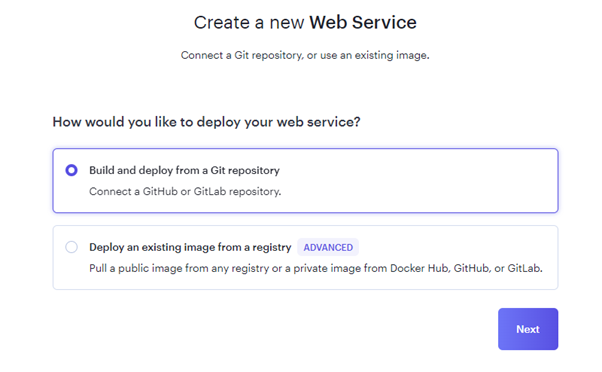 Create a new Web Service
Connect a Git repository, or use an existing image.
How would you like to deploy your web service?
Build and deploy from a Git repository
Connect a GitHub or GitLab repository.
Deploy an existing image from a registry ADVANCED
Pull a public image from any registry or a private image from Docker Hub, GitHub, or GitLab.
Next